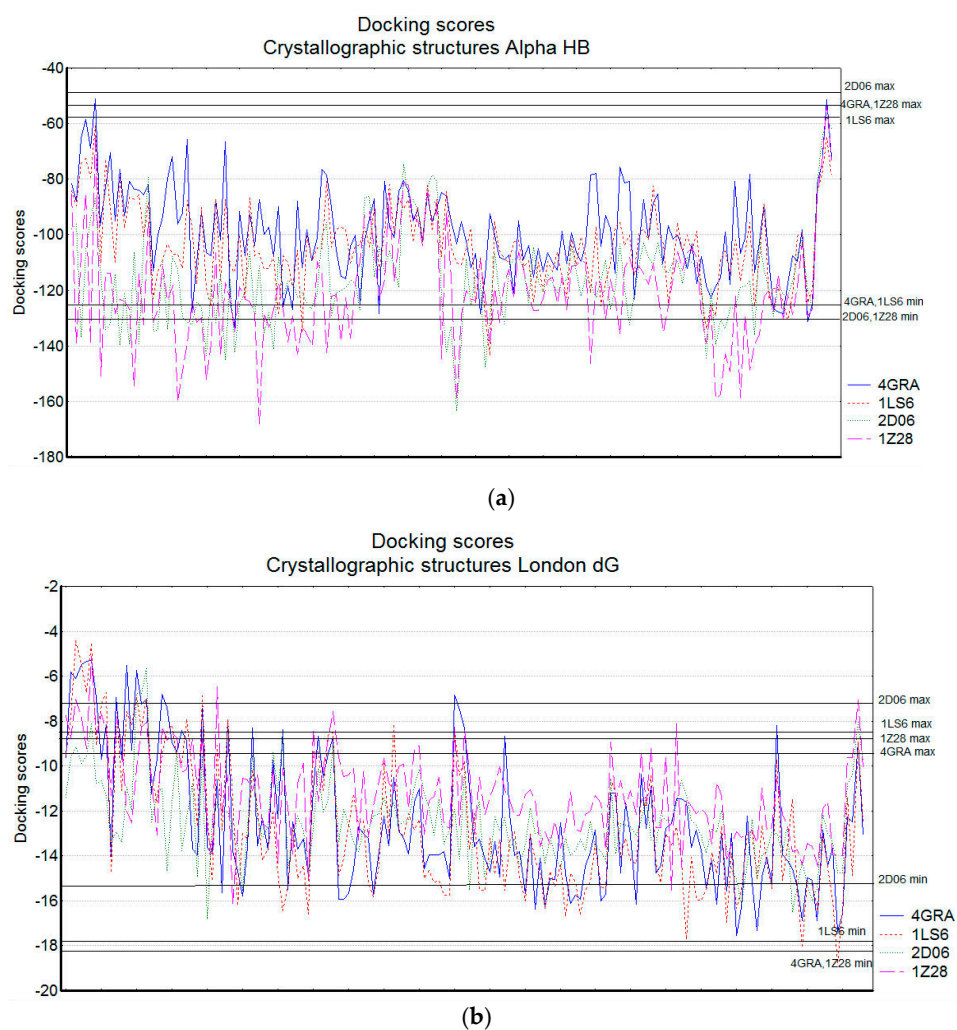 Docking scores
Crystallographic structures Alpha HB
Docking scores
-40
-60
-80
-100
-120
-140
-160
-180
2D06 max
4GRA,1Z28 max
1LS6 max
4GRA,1LS6 min
2D06,1Z28 min
4GRA
1LS6
2D06
1Z28
(a)
Docking scores
Crystallographic structures London dG
Docking scores
-2
-4
-6
-8
-10
-12
-14
-16
-18
-20
2D06 max
1LS6 max
1Z28 max
4GRA max
2D06 min
1LS6 min
4GRA,1Z28 min
4GRA
1LS6
2D06
1Z28
(b)